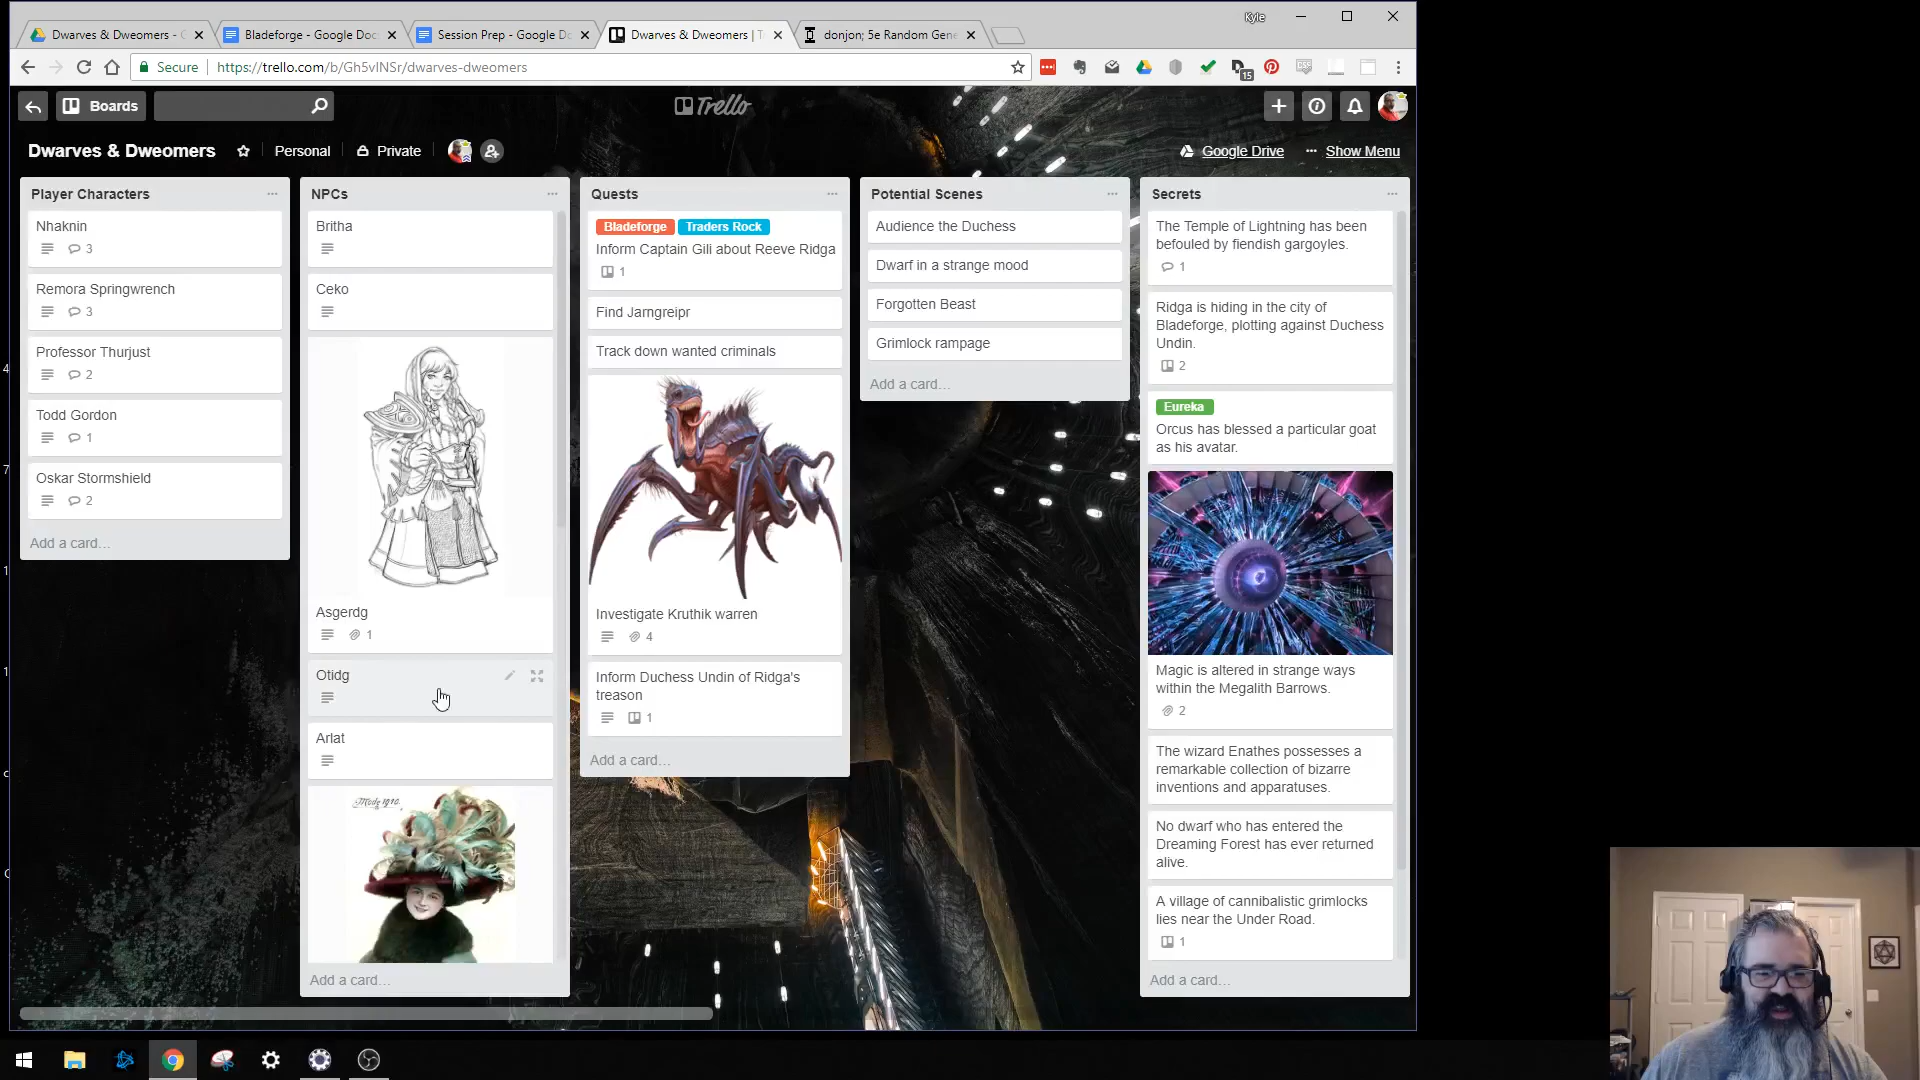 Kyle
Dwarves & Dweomers - C
Bladeforge - Google Doc
Session Prep - Google Do
Dwarves & Dweomers | T
donjon; 5e Random Gene
Secure
https://trello.com/b/Gh5vINSr/dwarves-dweomers
15
Boards
Trello
Dwarves & Dweomers
Personal
Private
Google Drive
Show Menu
Player Characters
Nhaknin
3
Remora Springwrench
3
Professor Thurjust
2
Todd Gordon
1
Oskar Stormshield
2
Add a card...
NPCs
Britha
Ceko
Asgerdg
1
Otidg
Arlat
Mode 1910.
Add a card...
Quests
Bladeforge
Traders Rock
Inform Captain Gili about Reeve Ridga
1
Find Jarngreipr
Track down wanted criminals
Investigate Kruthik warren
4
Inform Duchess Undin of Ridga's
treason
1
Add a card...
Potential Scenes
Audience the Duchess
Dwarf in a strange mood
Forgotten Beast
Grimlock rampage
Add a card...
Secrets
The Temple of Lightning has been
befouled by fiendish gargoyles.
1
Ridga is hiding in the city of
Bladeforge, plotting against Duchess
Undin.
2
Eureka
Orcus has blessed a particular goat
as his avatar.
Magic is altered in strange ways
within the Megalith Barrows.
2
The wizard Enathes possesses a
remarkable collection of bizarre
inventions and apparatuses.
No dwarf who has entered the
Dreaming Forest has ever returned
alive.
A village of cannibalistic grimlocks
lies near the Under Road.
1
Add a card...